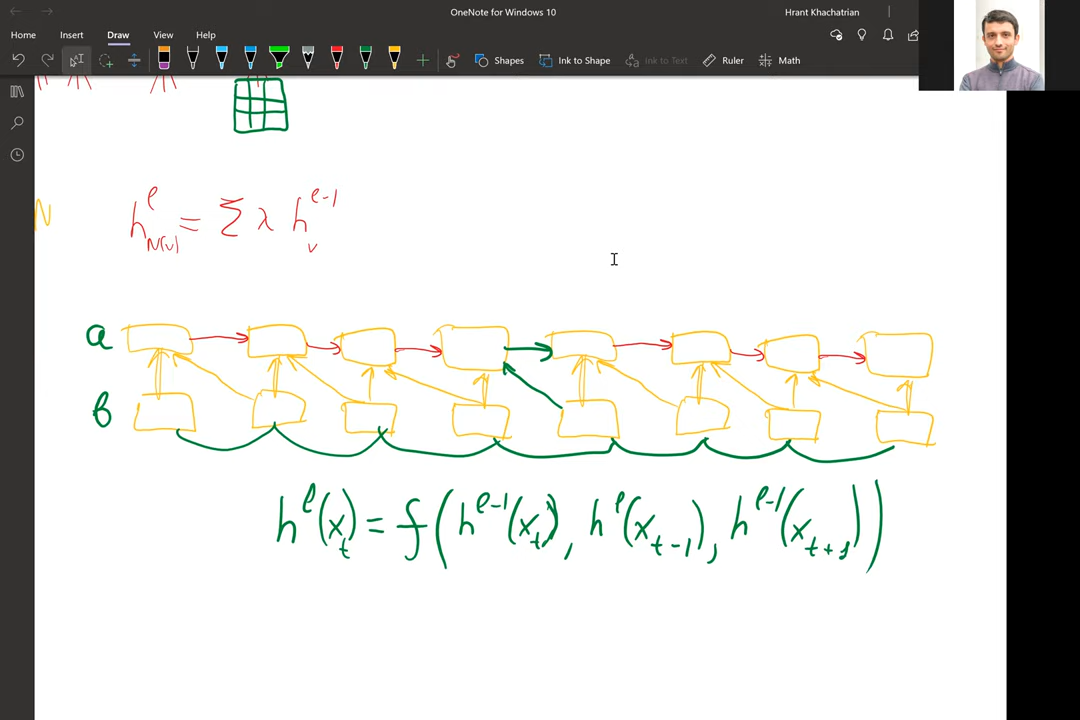 OneNote for Windows 10
Hrant Khachatrian
Home Insert Draw View Help
Shapes Ink to Shape Ink to Text Ruler Math
N
h^l_{N(v)} = Σ λ h^{l-1}_v
a
b
h^l(x_t) = f(h^{l-1}(x_t), h^l(x_{t-1}), h^{l-1}(x_{t+1}))